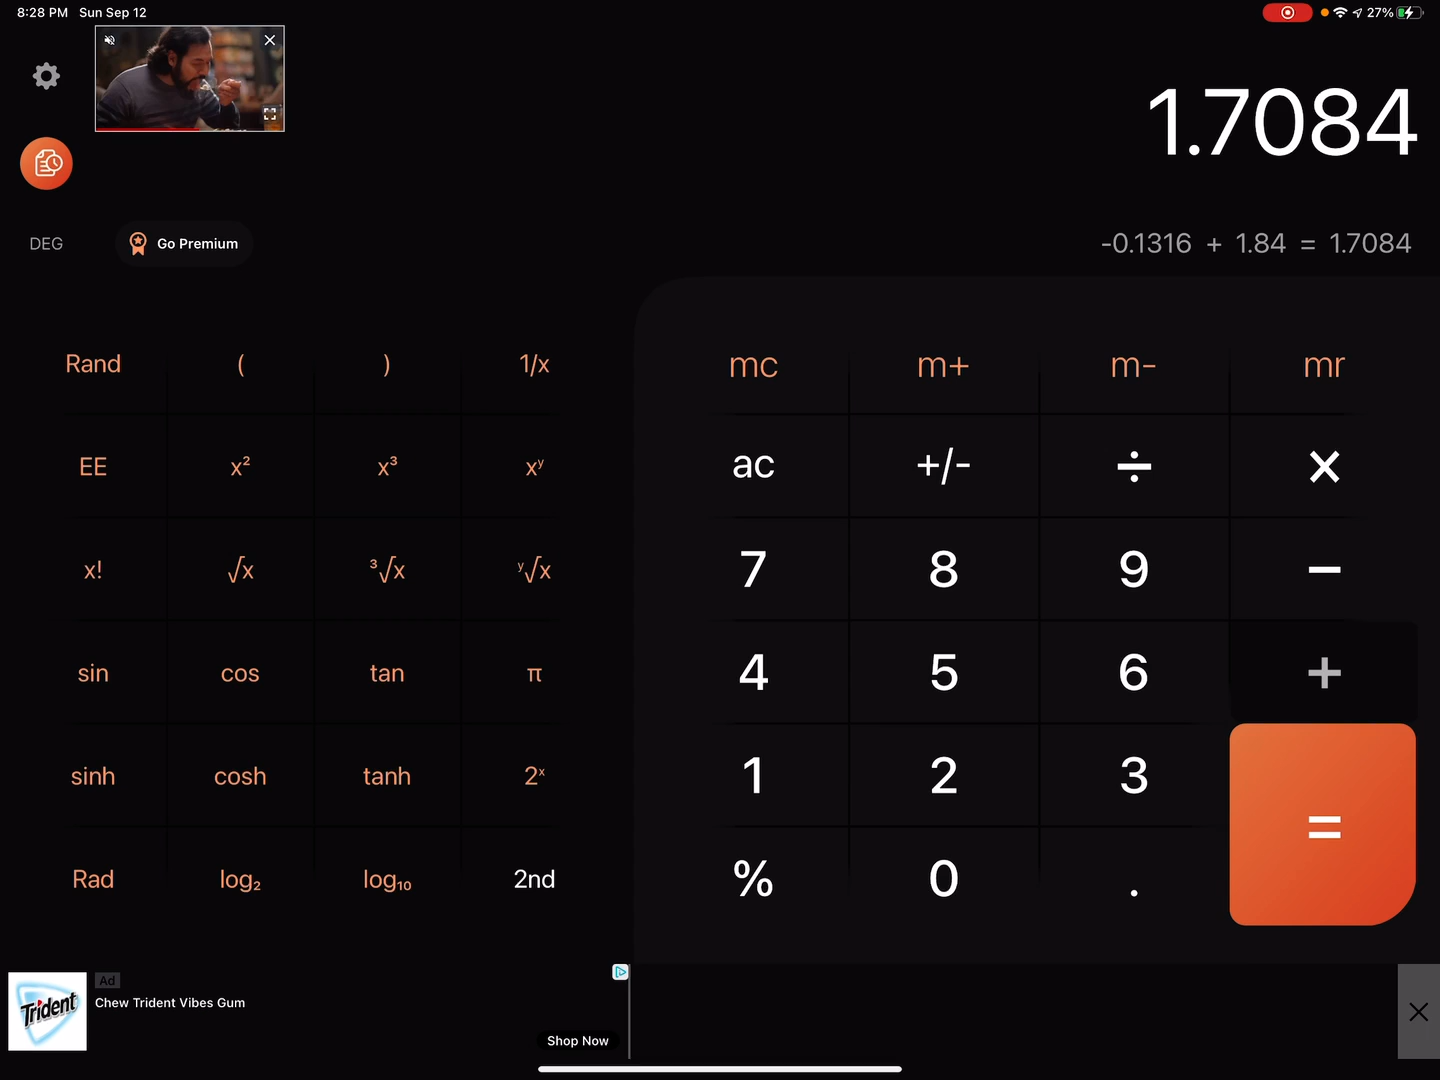 8:28 PM Sun Sep 12
27%
1.7084
DEG
Go Premium
-0.1316 + 1.84 = 1.7084
Rand ( ) 1/x mc m+ m- mr
EE x² x³ xʸ ac +/- ÷ ×
x! √x ³√x ʸ√x 7 8 9 −
sin cos tan π 4 5 6 +
sinh cosh tanh 2ˣ 1 2 3 =
Rad log₂ log₁₀ 2nd % 0 .
Trident
Ad
Chew Trident Vibes Gum
Shop Now